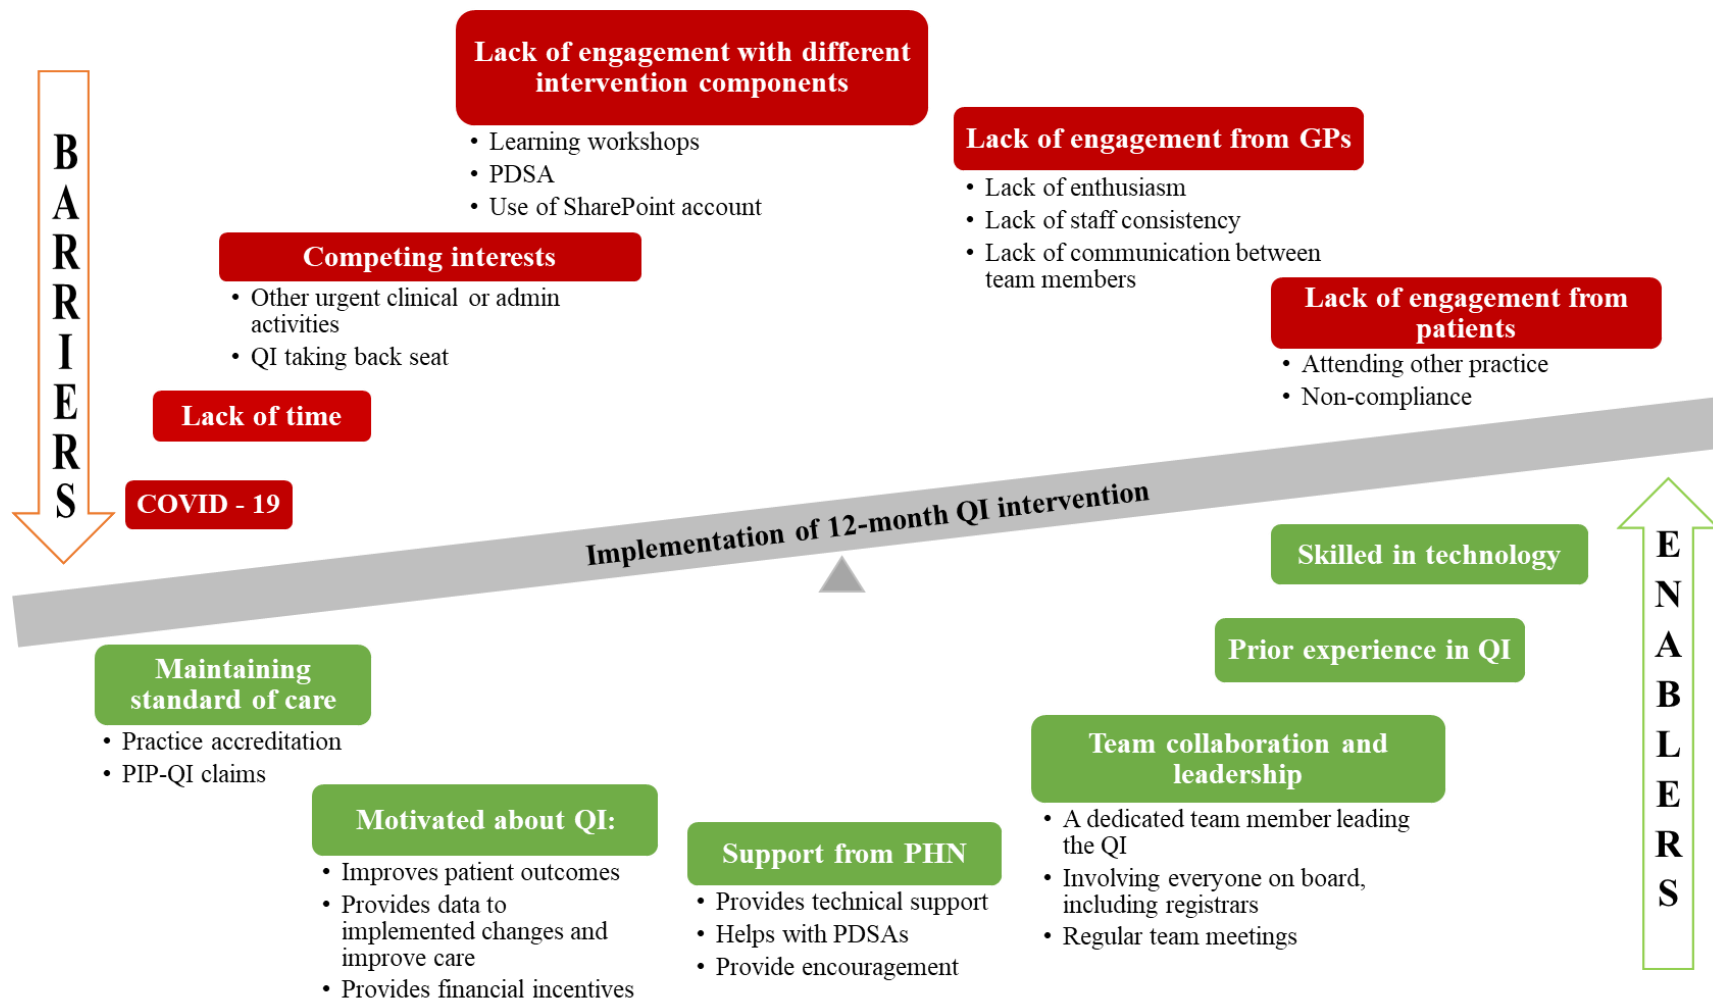 BARRIERS
Lack of engagement with different
intervention components
• Learning workshops
• PDSA
• Use of SharePoint account
Lack of engagement from GPs
• Lack of enthusiasm
• Lack of staff consistency
• Lack of communication between
team members
Competing interests
• Other urgent clinical or admin
activities
• QI taking back seat
Lack of engagement from
patients
• Attending other practice
• Non-compliance
Lack of time
COVID - 19
Implementation of 12-month QI intervention
ENABLERS
Skilled in technology
Prior experience in QI
Maintaining
standard of care
• Practice accreditation
• PIP-QI claims
Team collaboration and
leadership
• A dedicated team member leading
the QI
• Involving everyone on board,
including registrars
• Regular team meetings
Motivated about QI:
• Improves patient outcomes
• Provides data to
implemented changes and
improve care
• Provides financial incentives
Support from PHN
• Provides technical support
• Helps with PDSAs
• Provide encouragement